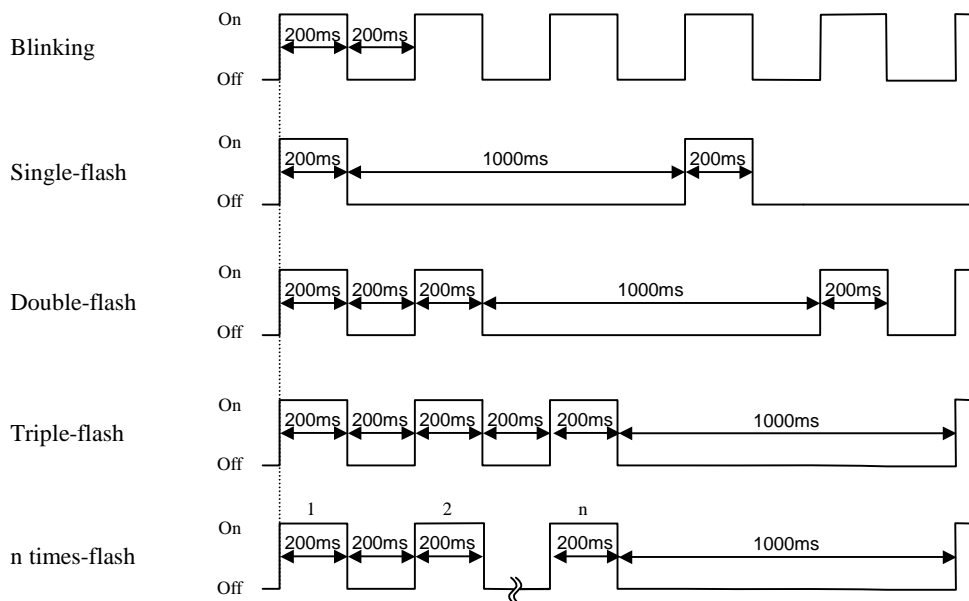 On
Blinking
200ms 200ms
Off
On
Single-flash
200ms 1000ms 200ms
Off
On
Double-flash
200ms 200ms 200ms 1000ms 200ms
Off
On
Triple-flash
200ms 200ms 200ms 200ms 200ms 1000ms
Off
1 2 n
On
n times-flash
200ms 200ms 200ms 200ms 1000ms
Off